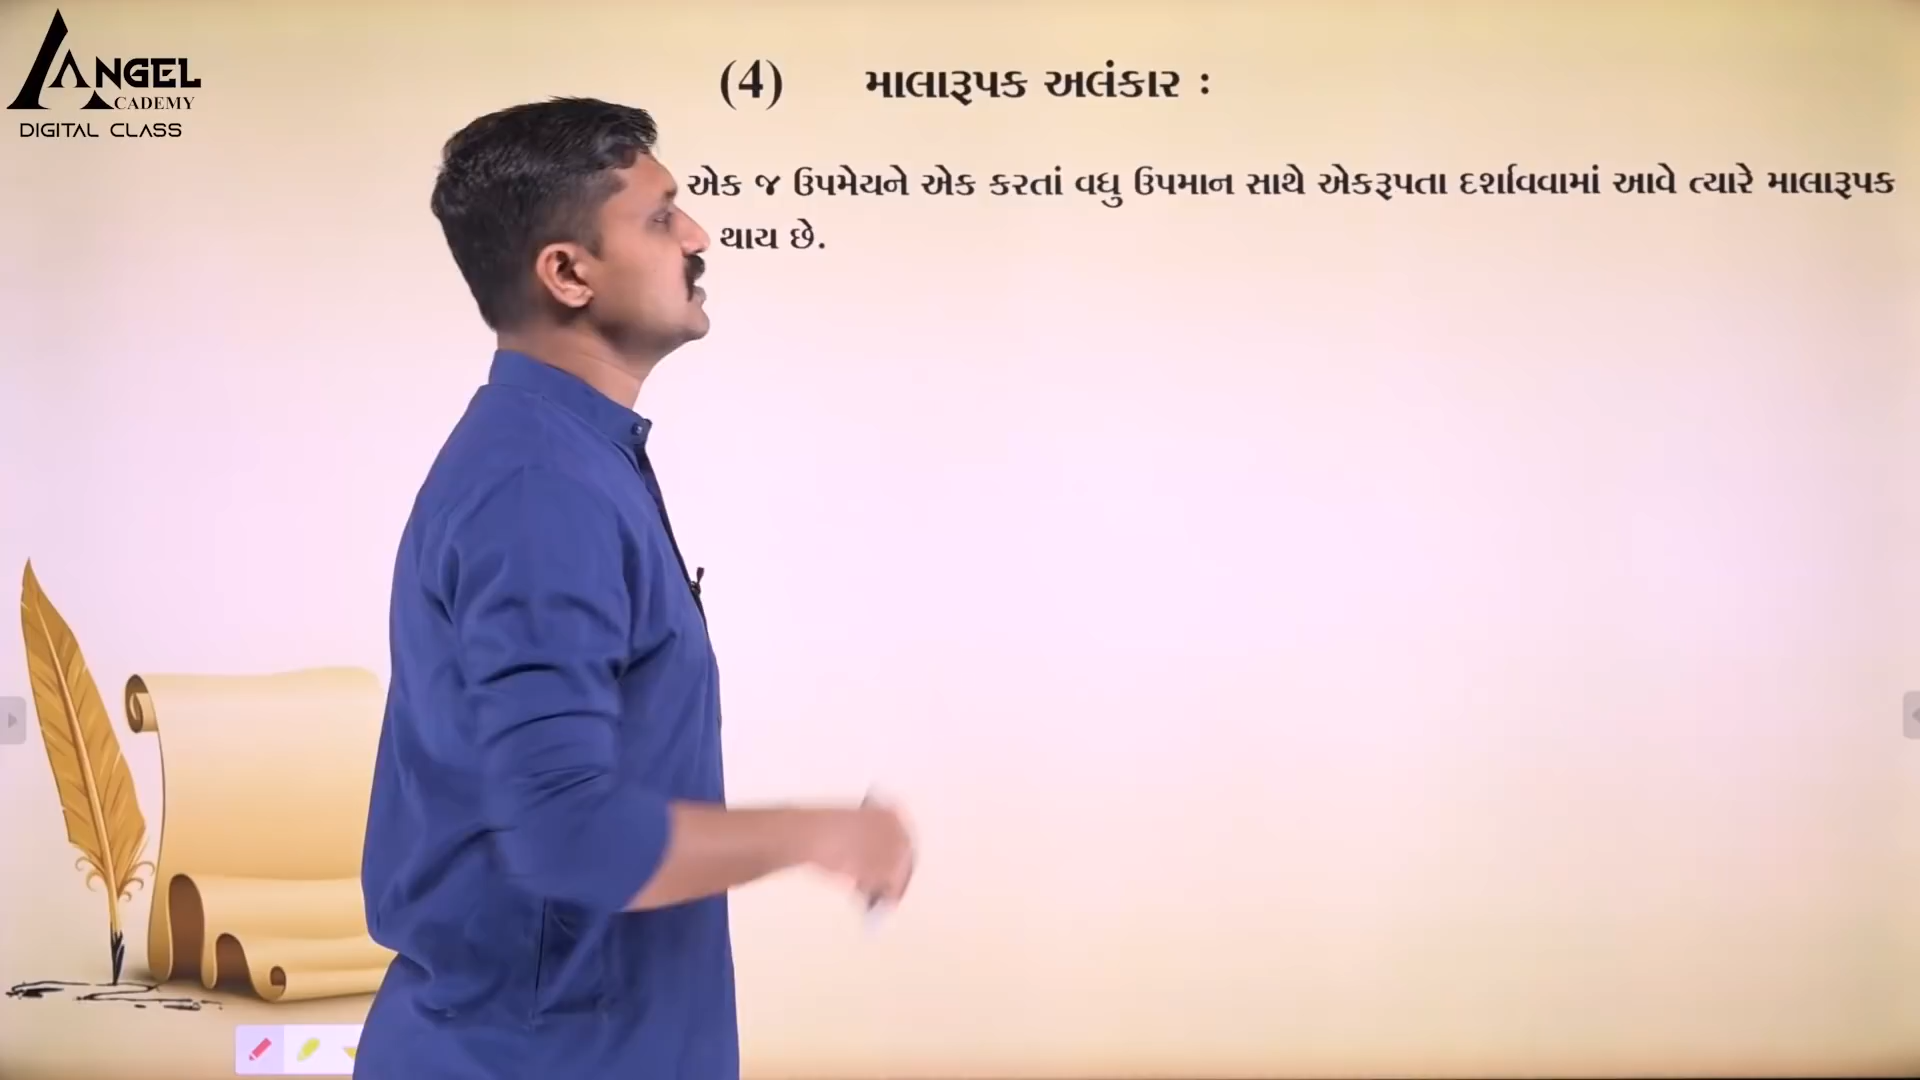 ANGEL
ACADEMY
DIGITAL CLASS
(4) માલારૂપક અલંકાર :
એક જ ઉપમેયને એક કરતાં વધુ ઉપમાન સાથે એકરૂપતા દર્શાવવામાં આવે ત્યારે માલારૂપક
થાય છે.